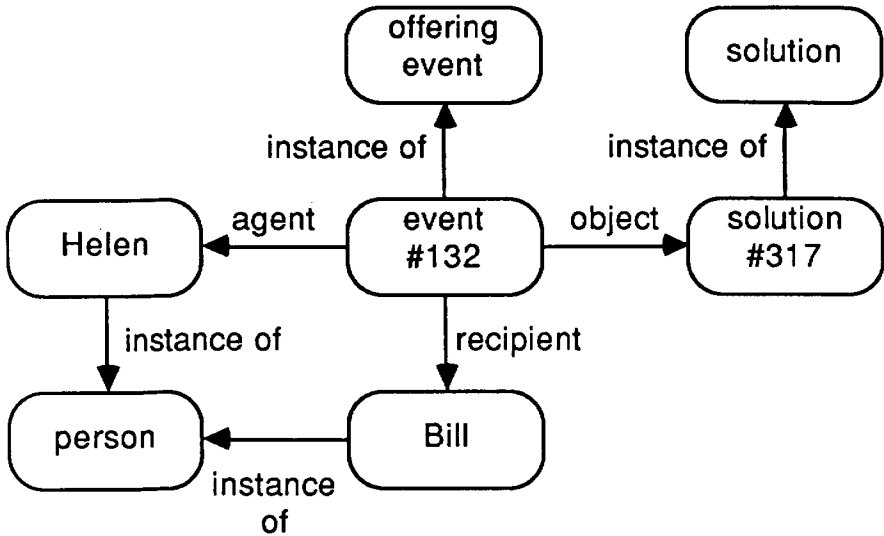 offering
event
solution
instance of
instance of
Helen
agent
event
#132
object
solution
#317
instance of
recipient
person
Bill
instance
of